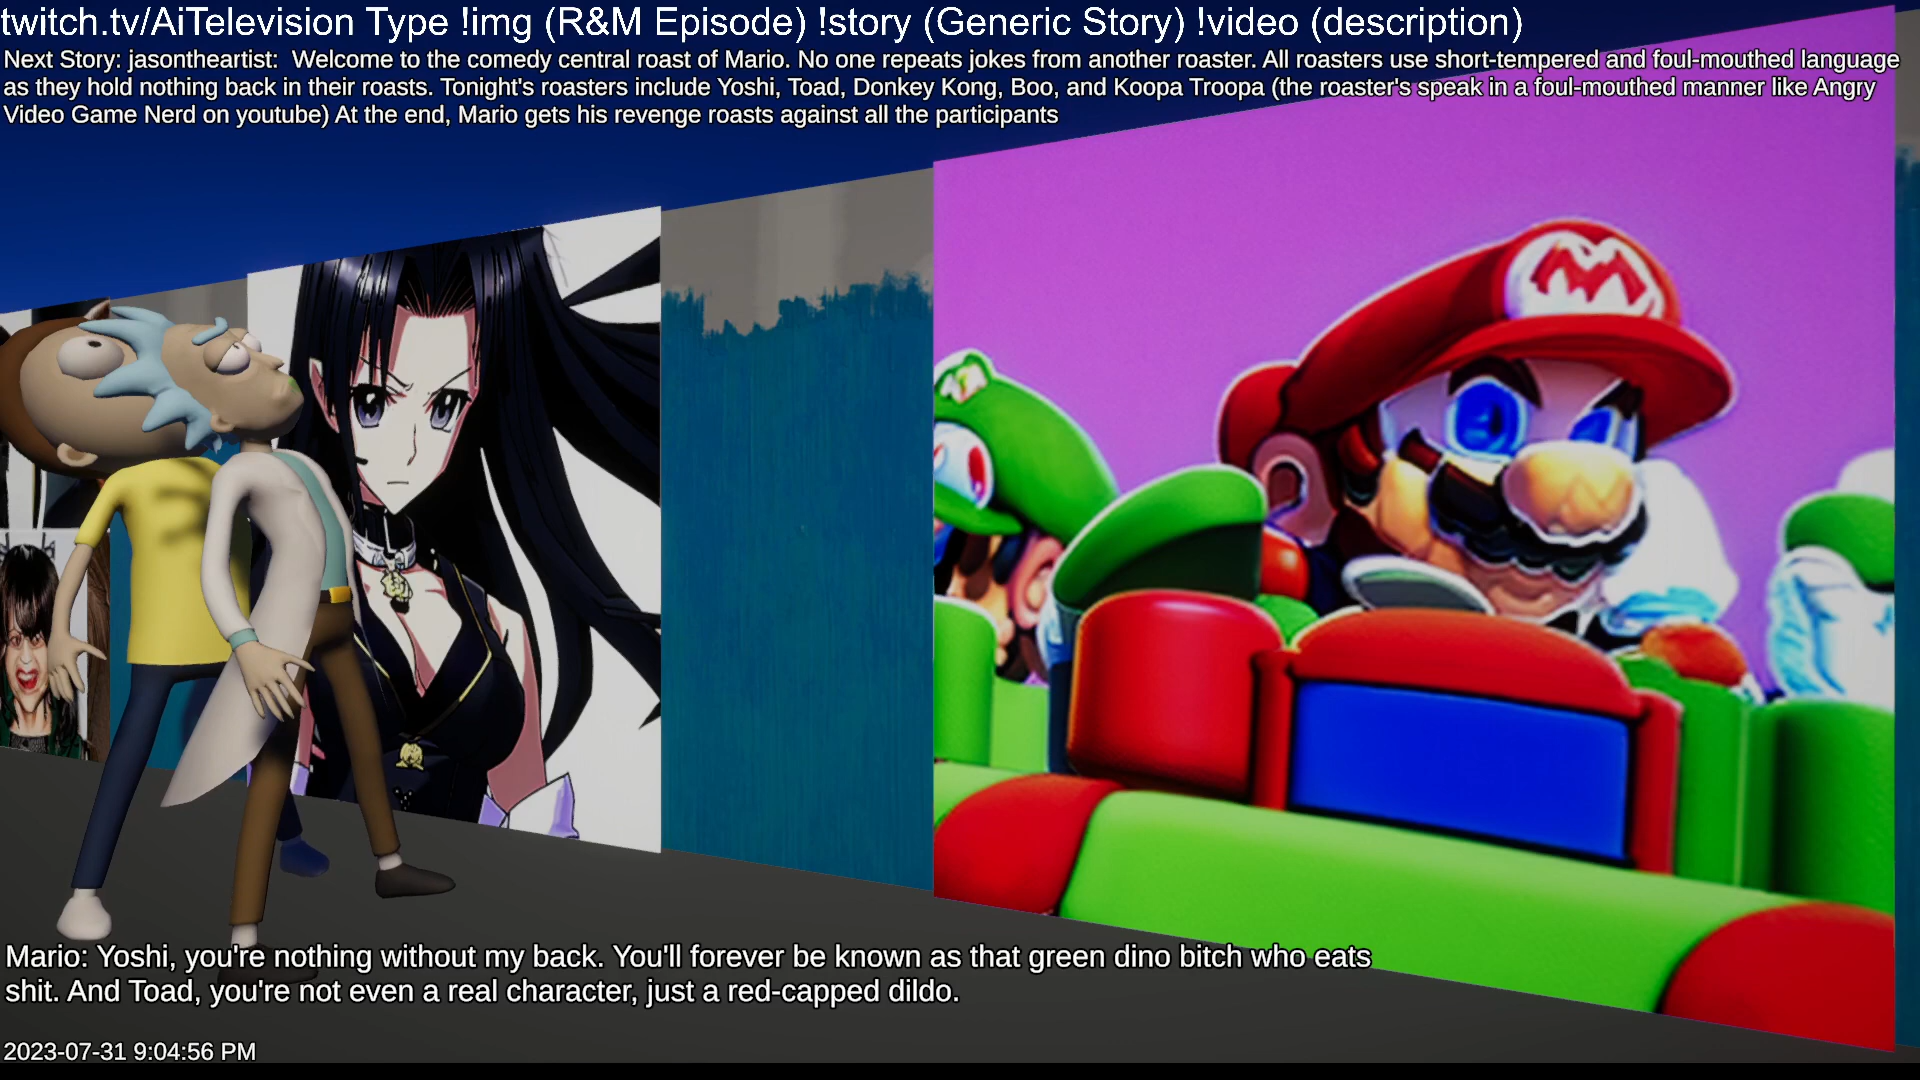 twitch.tv/AiTelevision Type !img (R&M Episode) !story (Generic Story) !video (description)
Next Story: jasontheartist:  Welcome to the comedy central roast of Mario. No one repeats jokes from another roaster. All roasters use short-tempered and foul-mouthed language
as they hold nothing back in their roasts. Tonight's roasters include Yoshi, Toad, Donkey Kong, Boo, and Koopa Troopa (the roaster's speak in a foul-mouthed manner like Angry
Video Game Nerd on youtube) At the end, Mario gets his revenge roasts against all the participants
M
Mario: Yoshi, you're nothing without my back. You'll forever be known as that green dino bitch who eats
shit. And Toad, you're not even a real character, just a red-capped dildo.
2023-07-31 9:04:56 PM